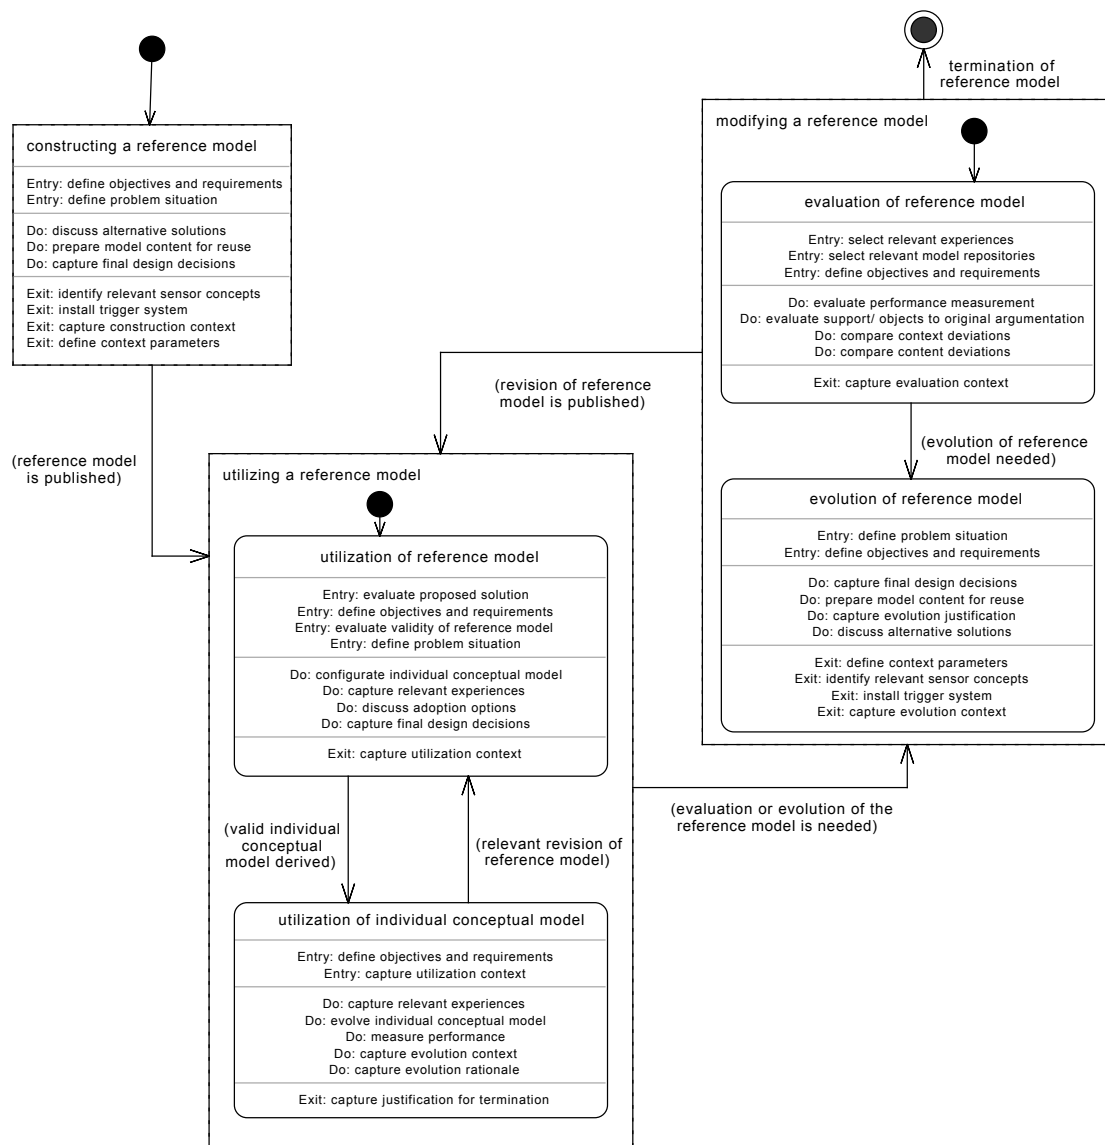 constructing a reference model
Entry: define objectives and requirements
Entry: define problem situation
Do: discuss alternative solutions
Do: prepare model content for reuse
Do: capture final design decisions
Exit: identify relevant sensor concepts
Exit: install trigger system
Exit: capture construction context
Exit: define context parameters
(reference model
is published)
termination of
reference model
modifying a reference model
evaluation of reference model
Entry: select relevant experiences
Entry: select relevant model repositories
Entry: define objectives and requirements
Do: evaluate performance measurement
Do: evaluate support/ objects to original argumentation
Do: compare context deviations
Do: compare content deviations
Exit: capture evaluation context
(revision of reference
model is published)
(evolution of reference
model needed)
evolution of reference model
Entry: define problem situation
Entry: define objectives and requirements
Do: capture final design decisions
Do: prepare model content for reuse
Do: capture evolution justification
Do: discuss alternative solutions
Exit: define context parameters
Exit: identify relevant sensor concepts
Exit: install trigger system
Exit: capture evolution context
utilizing a reference model
utilization of reference model
Entry: evaluate proposed solution
Entry: define objectives and requirements
Entry: evaluate validity of reference model
Entry: define problem situation
Do: configurate individual conceptual model
Do: capture relevant experiences
Do: discuss adoption options
Do: capture final design decisions
Exit: capture utilization context
(valid individual
conceptual
model derived)
(relevant revision of
reference model)
(evaluation or evolution of the
reference model is needed)
utilization of individual conceptual model
Entry: define objectives and requirements
Entry: capture utilization context
Do: capture relevant experiences
Do: evolve individual conceptual model
Do: measure performance
Do: capture evolution context
Do: capture evolution rationale
Exit: capture justification for termination